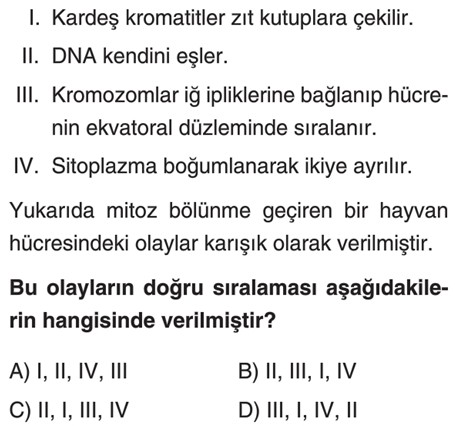 I. Kardeş kromatitler zıt kutuplara çekilir.
II. DNA kendini eşler.
III. Kromozomlar iğ ipliklerine bağlanıp hücre-
nin ekvatoral düzleminde sıralanır.
IV. Sitoplazma boğumlanarak ikiye ayrılır.
Yukarıda mitoz bölünme geçiren bir hayvan
hücresindeki olaylar karışık olarak verilmiştir.
Bu olayların doğru sıralaması aşağıdakile-
rin hangisinde verilmiştir?
A) I, II, IV, III B) II, III, I, IV
C) II, I, III, IV D) III, I, IV, II